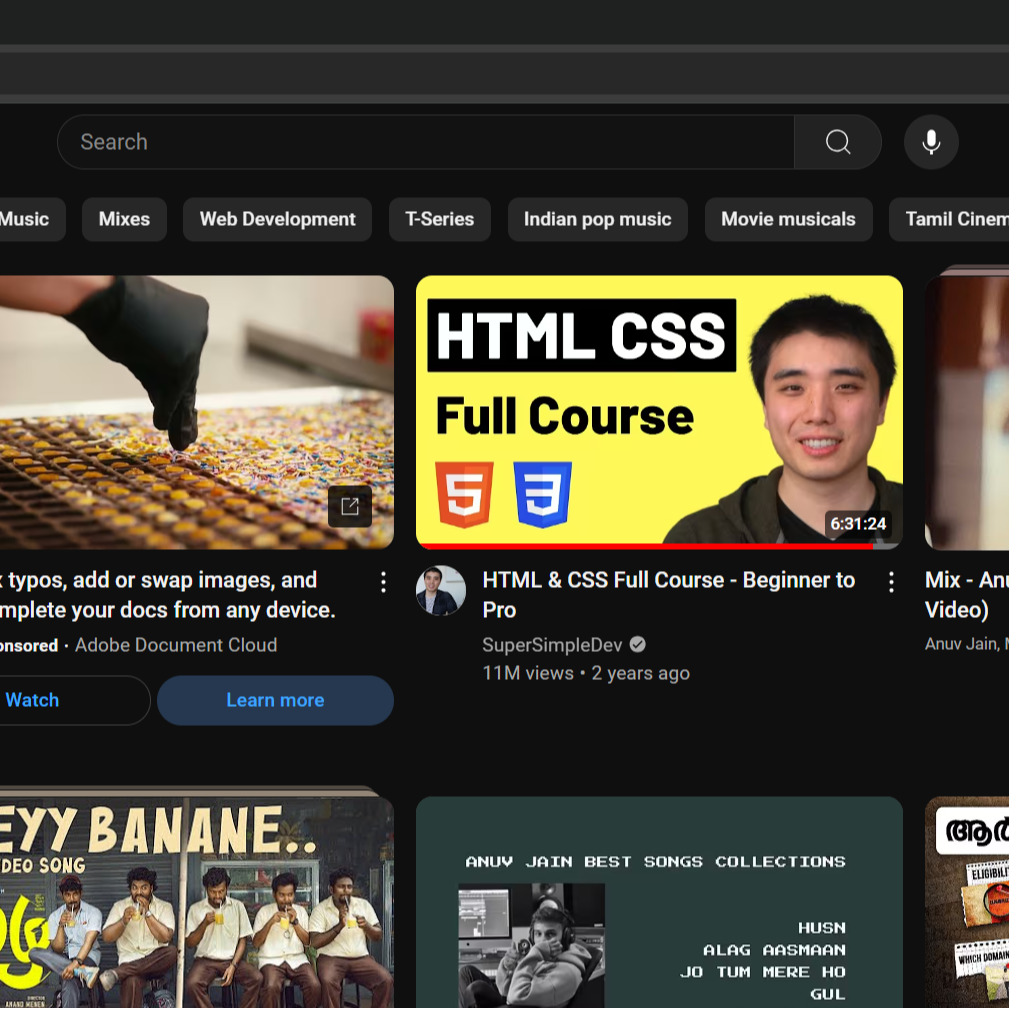 Search
Music
Mixes
Web Development
T-Series
Indian pop music
Movie musicals
Tamil Cinem
HTML CSS
Full Course
5
3
6:31:24
typos, add or swap images, and
mplete your docs from any device.
onsored · Adobe Document Cloud
Watch
Learn more
HTML & CSS Full Course - Beginner to
Pro
SuperSimpleDev
11M views • 2 years ago
Mix - Anu
Video)
Anuv Jain,
EYY BANANE..
DEO SONG
ANUV JAIN BEST SONGS COLLECTIONS
HUSN
ALAG AASMAAN
JO TUM MERE HO
GUL
ELIGIBILI
WHICH DOMAIN